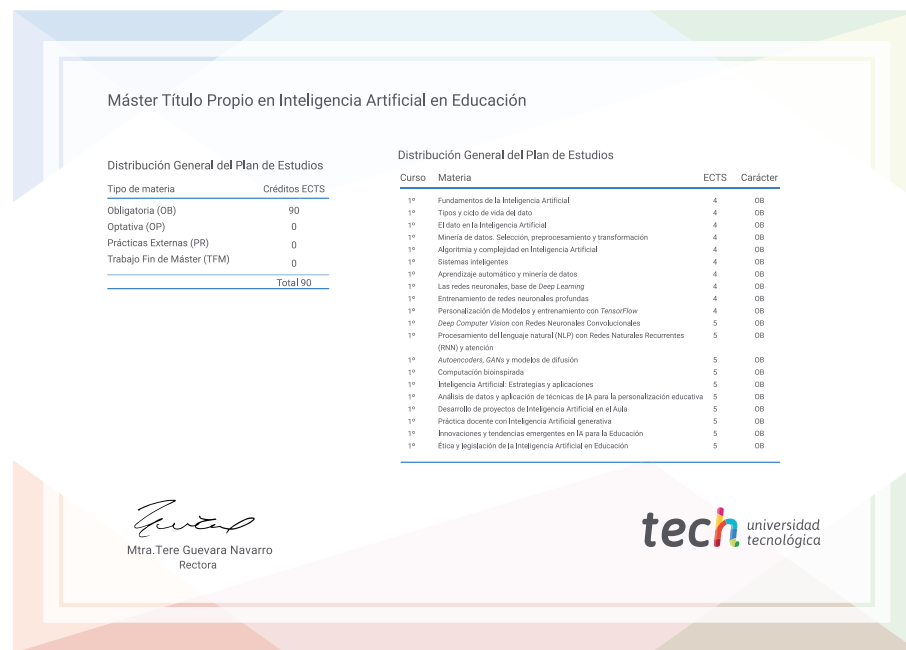 Máster Título Propio en Inteligencia Artificial en Educación
Distribución General del Plan de Estudios
Tipo de materia Créditos ECTS
Obligatoria (OB) 90
Optativa (OP) 0
Prácticas Externas (PR) 0
Trabajo Fin de Máster (TFM) 0
Total 90
Distribución General del Plan de Estudios
Curso Materia ECTS Carácter
1º Fundamentos de la Inteligencia Artificial 4 OB
1º Tipos y ciclo de vida del dato 4 OB
1º El dato en la Inteligencia Artificial 4 OB
1º Minería de datos. Selección, preprocesamiento y transformación 4 OB
1º Algoritmia y complejidad en Inteligencia Artificial 4 OB
1º Sistemas inteligentes 4 OB
1º Aprendizaje automático y minería de datos 4 OB
1º Las redes neuronales, base de Deep Learning 4 OB
1º Entrenamiento de redes neuronales profundas 4 OB
1º Personalización de Modelos y entrenamiento con TensorFlow 4 OB
1º Deep Computer Vision con Redes Neuronales Convolucionales 5 OB
1º Procesamiento del lenguaje natural (NLP) con Redes Naturales Recurrentes 5 OB
(RNN) y atención
1º Autoencoders, GANs y modelos de difusión 5 OB
1º Computación bioinspirada 5 OB
1º Inteligencia Artificial: Estrategias y aplicaciones 5 OB
1º Análisis de datos y aplicación de técnicas de IA para la personalización educativa 5 OB
1º Desarrollo de proyectos de Inteligencia Artificial en el Aula 5 OB
1º Práctica docente con Inteligencia Artificial generativa 5 OB
1º Innovaciones y tendencias emergentes en IA para la Educación 5 OB
1º Ética y legislación de la Inteligencia Artificial en Educación 5 OB
Mtra.Tere Guevara Navarro
Rectora
tech universidad
tecnológica